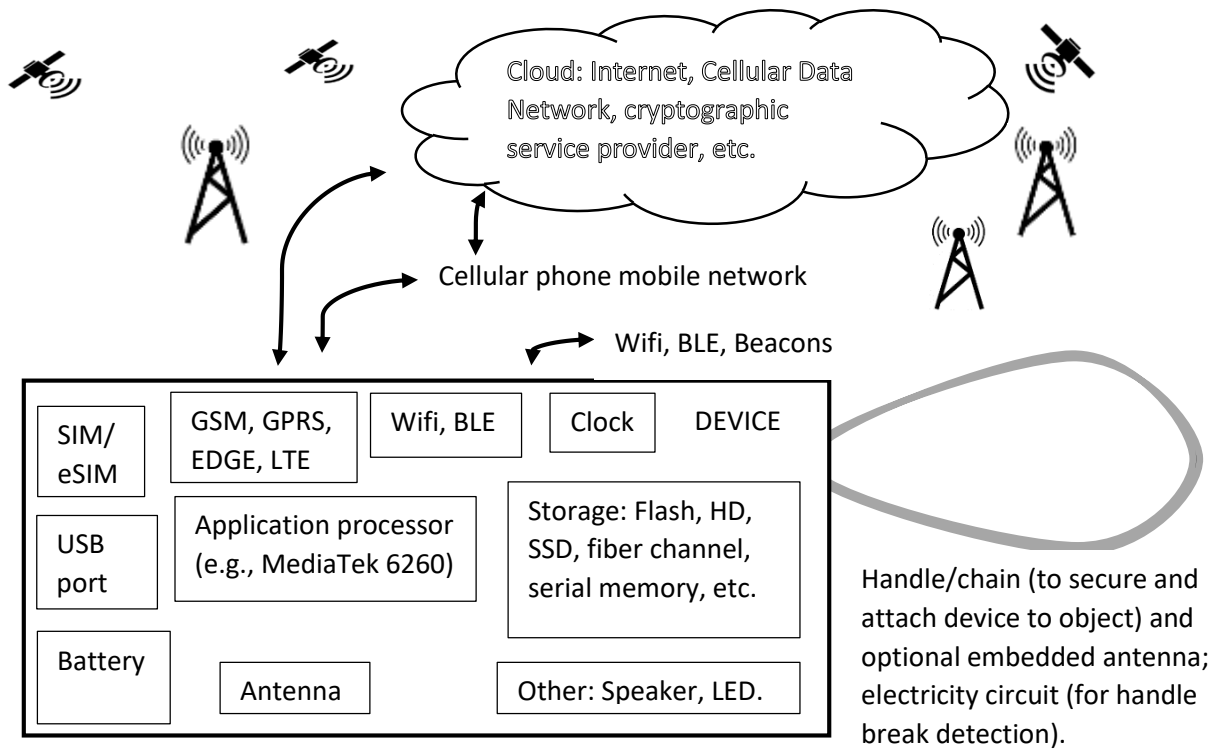 Cloud: Internet, Cellular Data
Network, cryptographic
service provider, etc.
Cellular phone mobile network
Wifi, BLE, Beacons
SIM/
eSIM
GSM, GPRS,
EDGE, LTE
Wifi, BLE
Clock
DEVICE
USB
port
Application processor
(e.g., MediaTek 6260)
Storage: Flash, HD,
SSD, fiber channel,
serial memory, etc.
Battery
Antenna
Other: Speaker, LED.
Handle/chain (to secure and
attach device to object) and
optional embedded antenna;
electricity circuit (for handle
break detection).